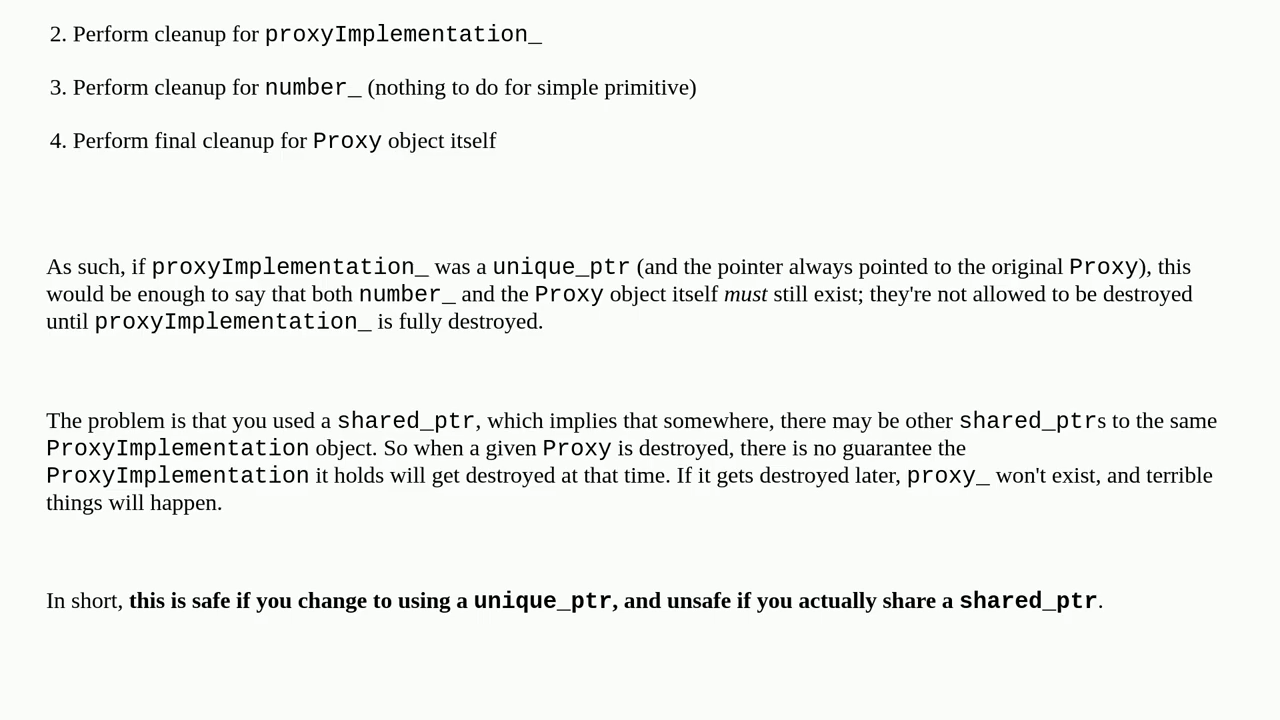 2. Perform cleanup for proxyImplementation_
3. Perform cleanup for number_ (nothing to do for simple primitive)
4. Perform final cleanup for Proxy object itself
As such, if proxyImplementation_ was a unique_ptr (and the pointer always pointed to the original Proxy), this
would be enough to say that both number_ and the Proxy object itself must still exist; they're not allowed to be destroyed
until proxyImplementation_ is fully destroyed.
The problem is that you used a shared_ptr, which implies that somewhere, there may be other shared_ptrs to the same
ProxyImplementation object. So when a given Proxy is destroyed, there is no guarantee the
ProxyImplementation it holds will get destroyed at that time. If it gets destroyed later, proxy_ won't exist, and terrible
things will happen.
In short, this is safe if you change to using a unique_ptr, and unsafe if you actually share a shared_ptr.